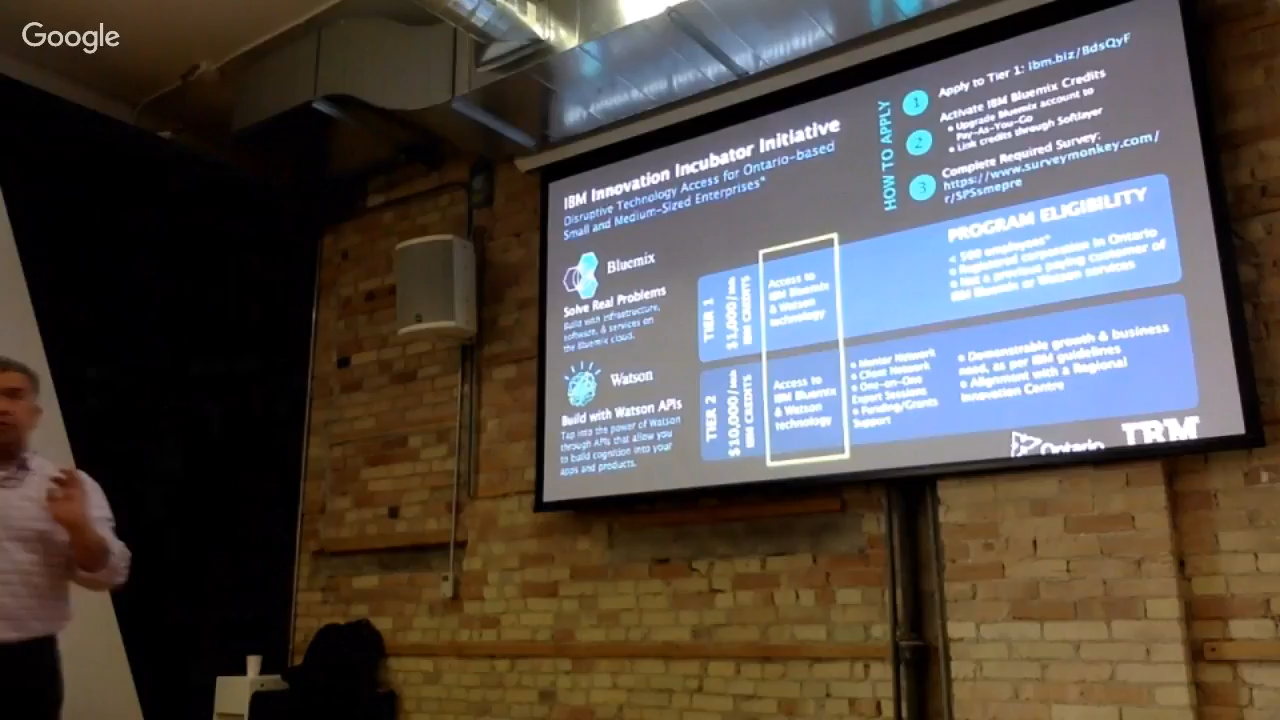 Google
IBM Innovation Incubator Initiative
Disruptive Technology Access for Ontario-based
Small and Medium-Sized Enterprises*
HOW TO APPLY
1
Apply to Tier 1: ibm.biz/BdsQyF
2
Activate IBM Bluemix Credits
• Upgrade Bluemix account to
Pay-As-You-Go
• Link credits through Softlayer
3
Complete Required Survey:
https://www.surveymonkey.com/
r/SPSsmepre
Bluemix
Solve Real Problems
Build with infrastructure,
software, & services on
the Bluemix cloud.
Watson
Build with Watson APIs
Tap into the power of Watson
through APIs that allow you
to build cognition into your
apps and products.
TIER 1
$1,000/mo
IBM CREDITS
Access to
IBM Bluemix
& Watson
technology
PROGRAM ELIGIBILITY
< 500 employees*
• Registered corporation in Ontario
• Not a previous paying customer of
IBM Bluemix or Watson services
TIER 2
$10,000/mo
IBM CREDITS
Access to
IBM Bluemix
& Watson
technology
• Mentor Network
• Client Network
• One-on-One
Expert Sessions
• Funding/Grants
Support
• Demonstrable growth & business
need, as per IBM guidelines
• Alignment with a Regional
Innovation Centre
Ontario
IBM